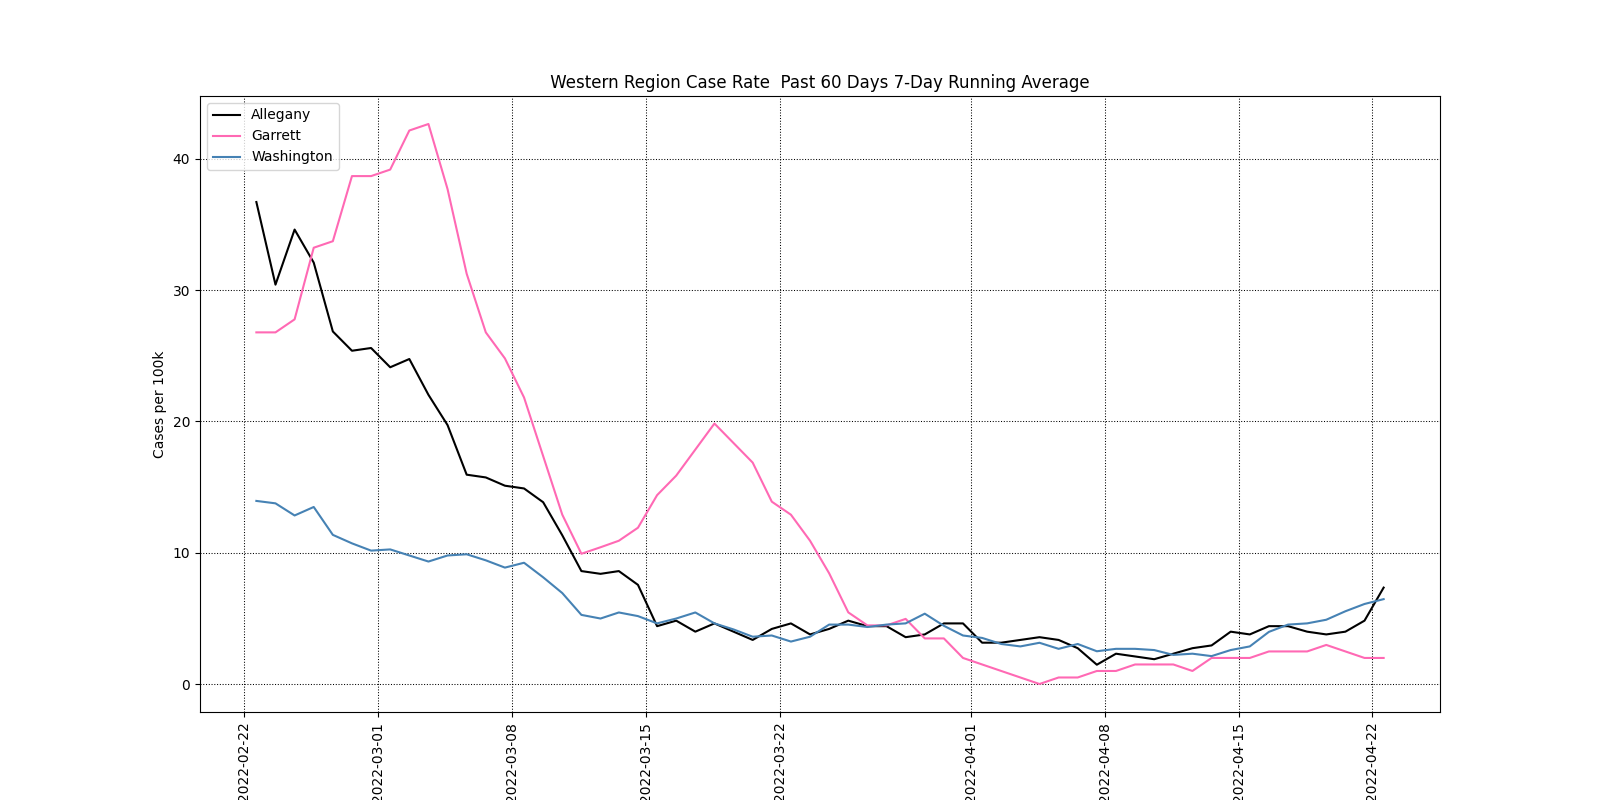 Western Region Case Rate  Past 60 Days 7-Day Running Average
Allegany
Garrett
Washington
Cases per 100k
40
30
20
10
0
2022-02-22
2022-03-01
2022-03-08
2022-03-15
2022-03-22
2022-04-01
2022-04-08
2022-04-15
2022-04-22